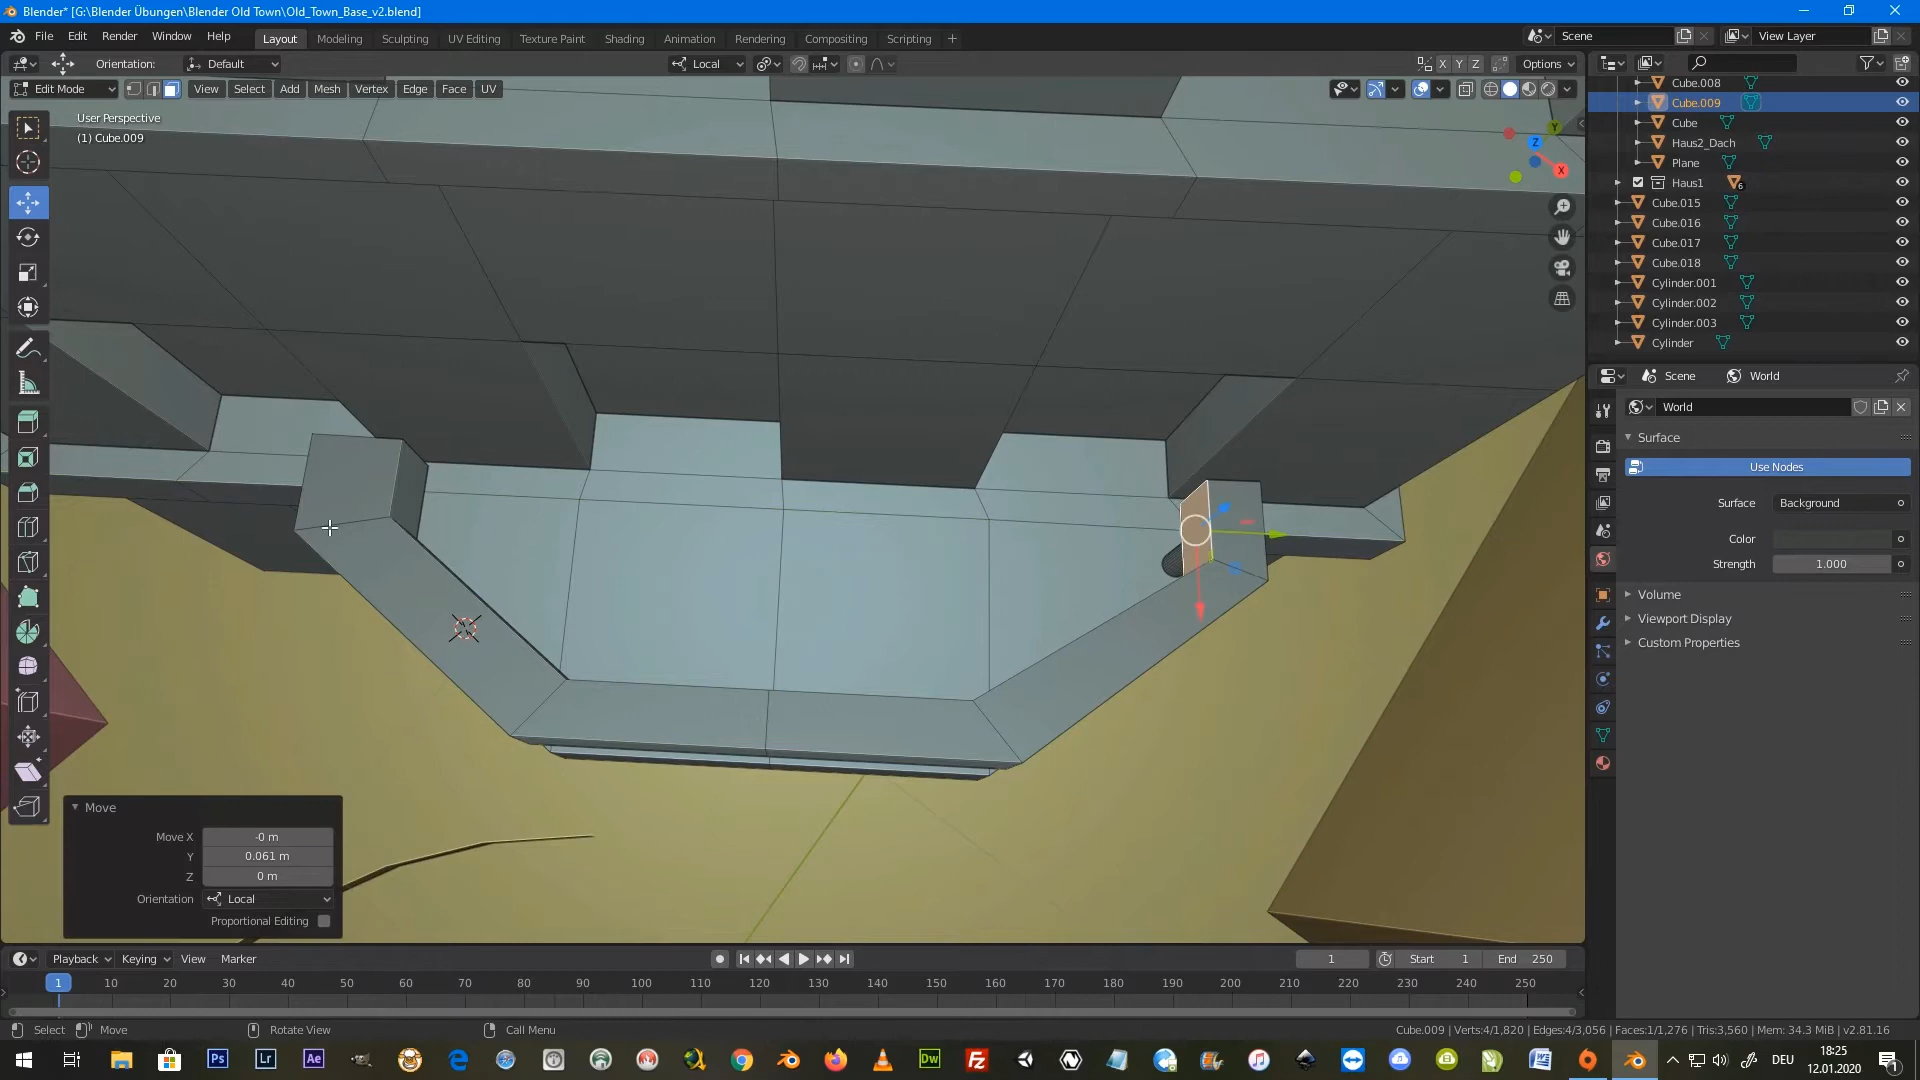 Blender* [G:\Blender Übungen\Blender Old Town\Old_Town_Base_v2.blend]
File Edit Render Window Help Layout Modeling Sculpting UV Editing Texture Paint Shading Animation Rendering Compositing Scripting + Scene View Layer
Orientation: Default Local X Y Z Options
Edit Mode View Select Add Mesh Vertex Edge Face UV
User Perspective
(1) Cube.009
Y
Z
X
Cube.008
Cube.009
Cube
Haus2_Dach
Plane
Haus1 6
Cube.015
Cube.016
Cube.017
Cube.018
Cylinder.001
Cylinder.002
Cylinder.003
Cylinder
Scene World
World
Surface
Use Nodes
Surface Background
Color
Strength 1.000
Volume
Viewport Display
Custom Properties
Move
Move X -0 m
Y 0.061 m
Z 0 m
Orientation Local
Proportional Editing
Playback Keying View Marker 1 Start 1 End 250
1 10 20 30 40 50 60 70 80 90 100 110 120 130 140 150 160 170 180 190 200 210 220 230 240 250
Select Move Rotate View Call Menu Cube.009 | Verts:4/1,820 | Edges:4/3,056 | Faces:1/1,276 | Tris:3,560 | Mem: 34.3 MiB | v2.81.16
Ps Lr Ae Dw Fz DEU 18:25
12.01.2020 1